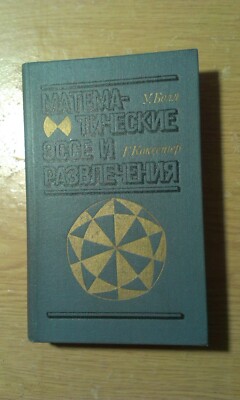 У. Болл
МАТЕМА-
ТИЧЕСКИЕ
Г. Коксетер
ЭССЕ И
РАЗВЛЕЧЕНИЯ